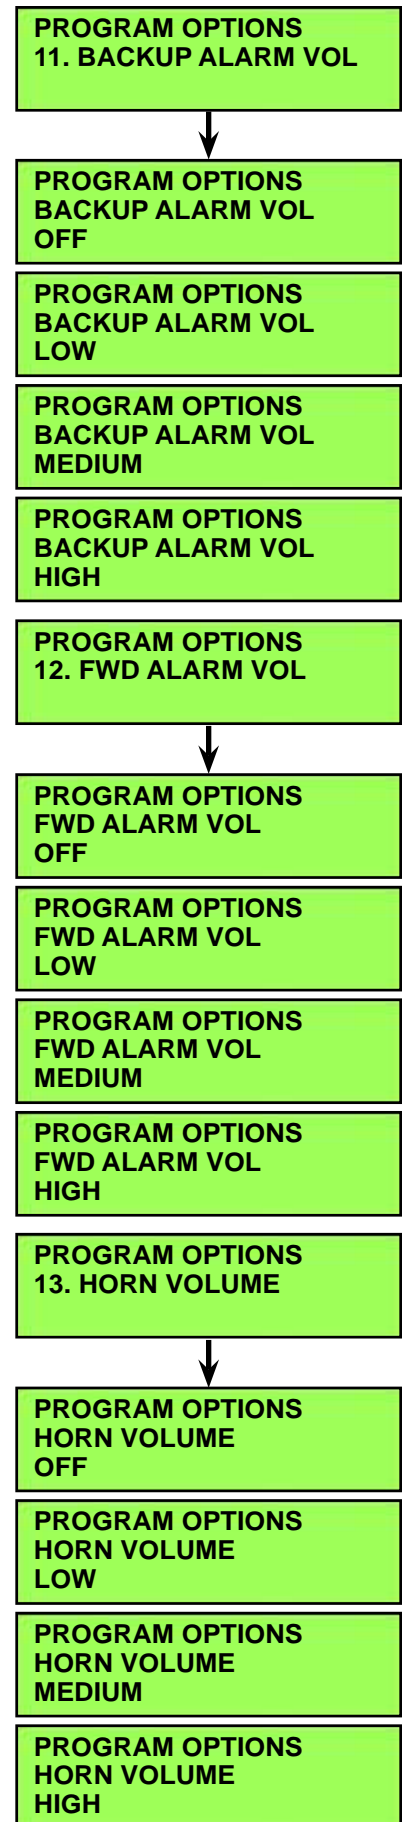 PROGRAM OPTIONS
11. BACKUP ALARM VOL
PROGRAM OPTIONS
BACKUP ALARM VOL
OFF
PROGRAM OPTIONS
BACKUP ALARM VOL
LOW
PROGRAM OPTIONS
BACKUP ALARM VOL
MEDIUM
PROGRAM OPTIONS
BACKUP ALARM VOL
HIGH
PROGRAM OPTIONS
12. FWD ALARM VOL
PROGRAM OPTIONS
FWD ALARM VOL
OFF
PROGRAM OPTIONS
FWD ALARM VOL
LOW
PROGRAM OPTIONS
FWD ALARM VOL
MEDIUM
PROGRAM OPTIONS
FWD ALARM VOL
HIGH
PROGRAM OPTIONS
13. HORN VOLUME
PROGRAM OPTIONS
HORN VOLUME
OFF
PROGRAM OPTIONS
HORN VOLUME
LOW
PROGRAM OPTIONS
HORN VOLUME
MEDIUM
PROGRAM OPTIONS
HORN VOLUME
HIGH